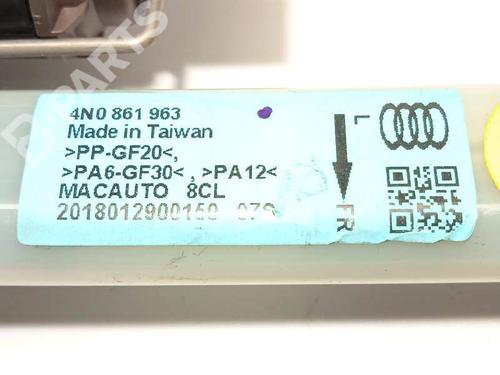 4N0 861 963
Made in Taiwan
>PP-GF20<,
>PA6-GF30<, >PA12<
MACAUTO 8CL
2018012900150
L
FR